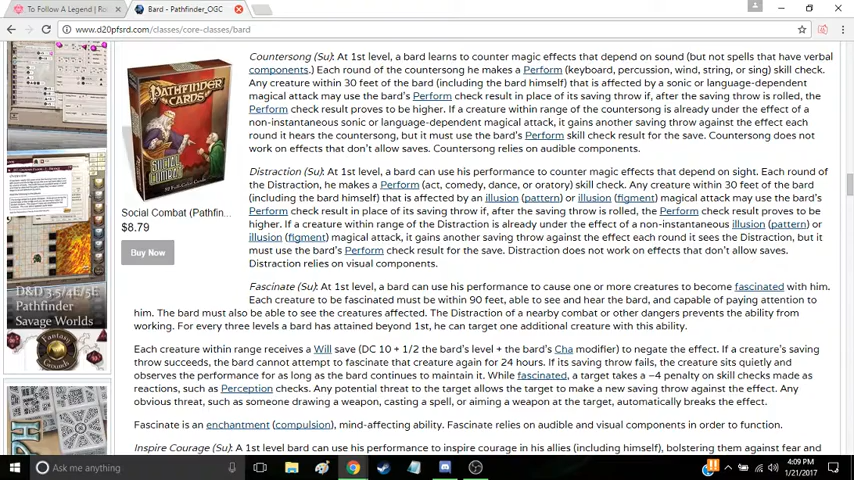 To Follow A Legend | Ro
Bard - Pathfinder_OGC
www.d20pfsrd.com/classes/core-classes/bard
PATHFINDER
CARDS
SOCIAL
COMBAT
Social Combat (Pathfin...
$8.79
Buy Now
D&D 3.5/4E/5E
Pathfinder
Savage Worlds
Fantasy
Grounds
Countersong (Su): At 1st level, a bard learns to counter magic effects that depend on sound (but not spells that have verbal
components.) Each round of the countersong he makes a Perform (keyboard, percussion, wind, string, or sing) skill check.
Any creature within 30 feet of the bard (including the bard himself) that is affected by a sonic or language-dependent
magical attack may use the bard's Perform check result in place of its saving throw if, after the saving throw is rolled, the
Perform check result proves to be higher. If a creature within range of the countersong is already under the effect of a
non-instantaneous sonic or language-dependent magical attack, it gains another saving throw against the effect each
round it hears the countersong, but it must use the bard's Perform skill check result for the save. Countersong does not
work on effects that don't allow saves. Countersong relies on audible components.
Distraction (Su): At 1st level, a bard can use his performance to counter magic effects that depend on sight. Each round of
the Distraction, he makes a Perform (act, comedy, dance, or oratory) skill check. Any creature within 30 feet of the bard
(including the bard himself) that is affected by an illusion (pattern) or illusion (figment) magical attack may use the bard's
Perform check result in place of its saving throw if, after the saving throw is rolled, the Perform check result proves to be
higher. If a creature within range of the Distraction is already under the effect of a non-instantaneous illusion (pattern) or
illusion (figment) magical attack, it gains another saving throw against the effect each round it sees the Distraction, but it
must use the bard's Perform check result for the save. Distraction does not work on effects that don't allow saves.
Distraction relies on visual components.
Fascinate (Su): At 1st level, a bard can use his performance to cause one or more creatures to become fascinated with him.
Each creature to be fascinated must be within 90 feet, able to see and hear the bard, and capable of paying attention to
him. The bard must also be able to see the creatures affected. The Distraction of a nearby combat or other dangers prevents the ability from
working. For every three levels a bard has attained beyond 1st, he can target one additional creature with this ability.
Each creature within range receives a Will save (DC 10 + 1/2 the bard's level + the bard's Cha modifier) to negate the effect. If a creature's saving
throw succeeds, the bard cannot attempt to fascinate that creature again for 24 hours. If its saving throw fails, the creature sits quietly and
observes the performance for as long as the bard continues to maintain it. While fascinated, a target takes a −4 penalty on skill checks made as
reactions, such as Perception checks. Any potential threat to the target allows the target to make a new saving throw against the effect. Any
obvious threat, such as someone drawing a weapon, casting a spell, or aiming a weapon at the target, automatically breaks the effect.
Fascinate is an enchantment (compulsion), mind-affecting ability. Fascinate relies on audible and visual components in order to function.
Inspire Courage (Su): A 1st level bard can use his performance to inspire courage in his allies (including himself), bolstering them against fear and
Ask me anything
4:09 PM
1/21/2017